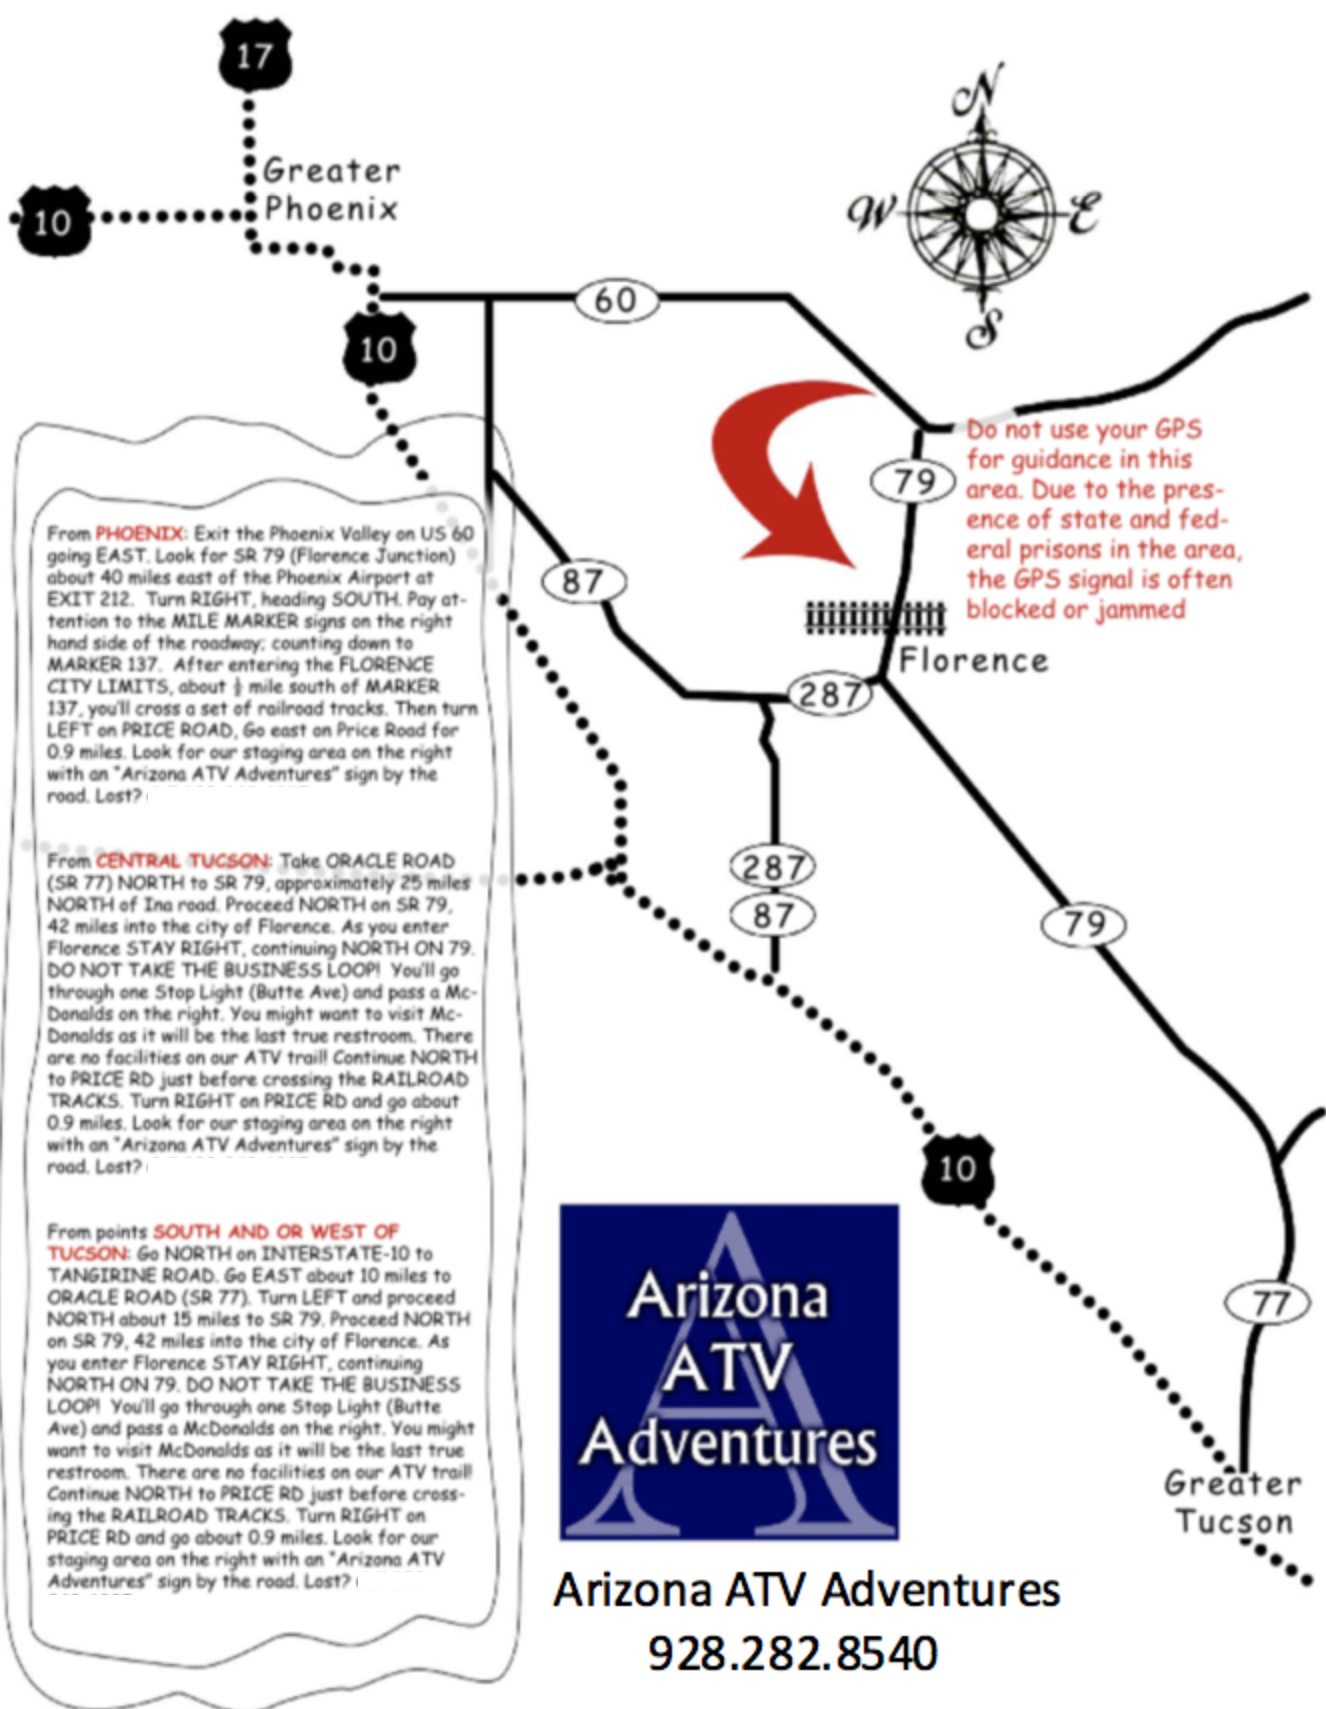 17
Greater
Phoenix
10
N
W
E
S
60
10
Do not use your GPS
for guidance in this
area. Due to the pres-
ence of state and fed-
eral prisons in the area,
the GPS signal is often
blocked or jammed
79
87
Florence
287
287
87
79
10
77
Greater
Tucson
From PHOENIX: Exit the Phoenix Valley on US 60
going EAST. Look for SR 79 (Florence Junction)
about 40 miles east of the Phoenix Airport at
EXIT 212. Turn RIGHT, heading SOUTH. Pay at-
tention to the MILE MARKER signs on the right
hand side of the roadway; counting down to
MARKER 137. After entering the FLORENCE
CITY LIMITS, about ½ mile south of MARKER
137, you'll cross a set of railroad tracks. Then turn
LEFT on PRICE ROAD, Go east on Price Road for
0.9 miles. Look for our staging area on the right
with an "Arizona ATV Adventures" sign by the
road. Lost?
From CENTRAL TUCSON: Take ORACLE ROAD
(SR 77) NORTH to SR 79, approximately 25 miles
NORTH of Ina road. Proceed NORTH on SR 79,
42 miles into the city of Florence. As you enter
Florence STAY RIGHT, continuing NORTH ON 79.
DO NOT TAKE THE BUSINESS LOOP! You'll go
through one Stop Light (Butte Ave) and pass a Mc-
Donalds on the right. You might want to visit Mc-
Donalds as it will be the last true restroom. There
are no facilities on our ATV trail! Continue NORTH
to PRICE RD just before crossing the RAILROAD
TRACKS. Turn RIGHT on PRICE RD and go about
0.9 miles. Look for our staging area on the right
with an "Arizona ATV Adventures" sign by the
road. Lost?
From points SOUTH AND OR WEST OF
TUCSON: Go NORTH on INTERSTATE-10 to
TANGIRINE ROAD. Go EAST about 10 miles to
ORACLE ROAD (SR 77). Turn LEFT and proceed
NORTH about 15 miles to SR 79. Proceed NORTH
on SR 79, 42 miles into the city of Florence. As
you enter Florence STAY RIGHT, continuing
NORTH ON 79. DO NOT TAKE THE BUSINESS
LOOP! You'll go through one Stop Light (Butte
Ave) and pass a McDonalds on the right. You might
want to visit McDonalds as it will be the last true
restroom. There are no facilities on our ATV trail!
Continue NORTH to PRICE RD just before cross-
ing the RAILROAD TRACKS. Turn RIGHT on
PRICE RD and go about 0.9 miles. Look for our
staging area on the right with an "Arizona ATV
Adventures" sign by the road. Lost?
Arizona
ATV
Adventures
Arizona ATV Adventures
928.282.8540